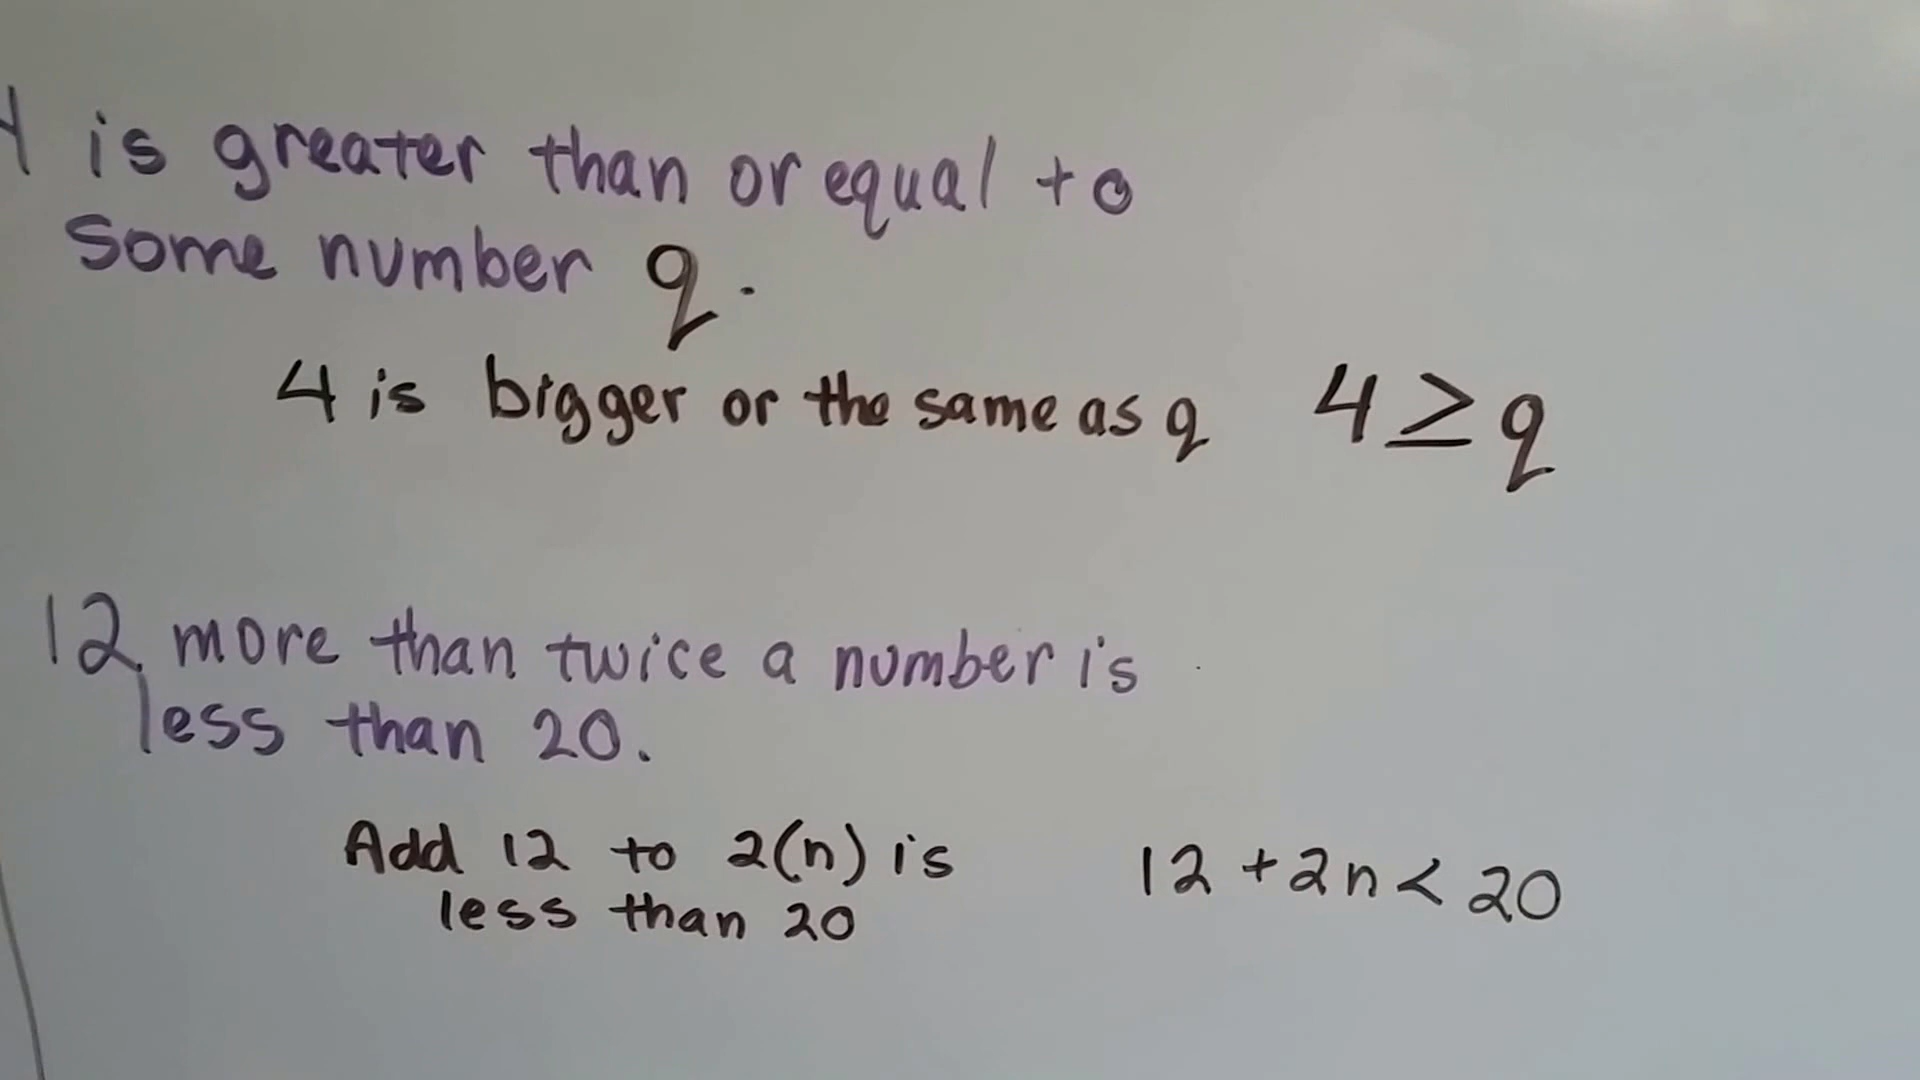 4 is greater than or equal to
some number q.
4 is bigger or the same as q 4 ≥ q
12 more than twice a number is
less than 20.
Add 12 to 2(n) is
less than 20
12 + 2n < 20